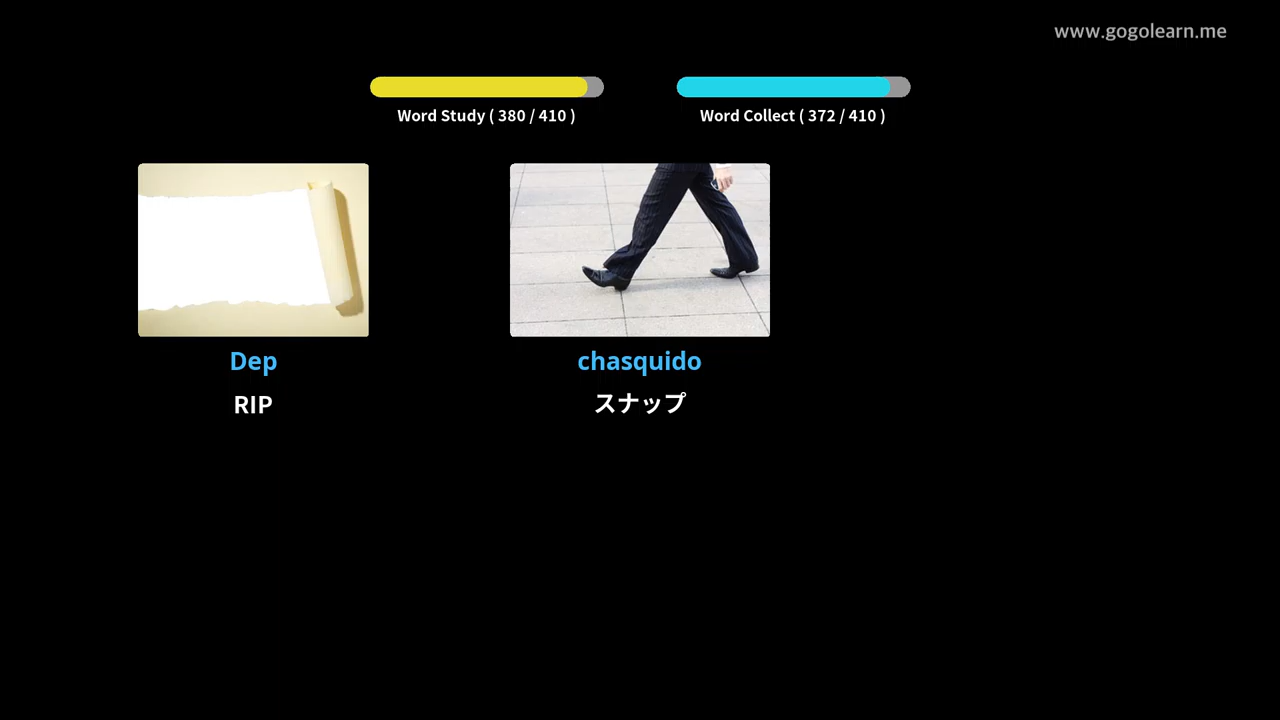 www.gogolearn.me
Word Study ( 380 / 410 )
Word Collect ( 372 / 410 )
Dep
RIP
chasquido
スナップ